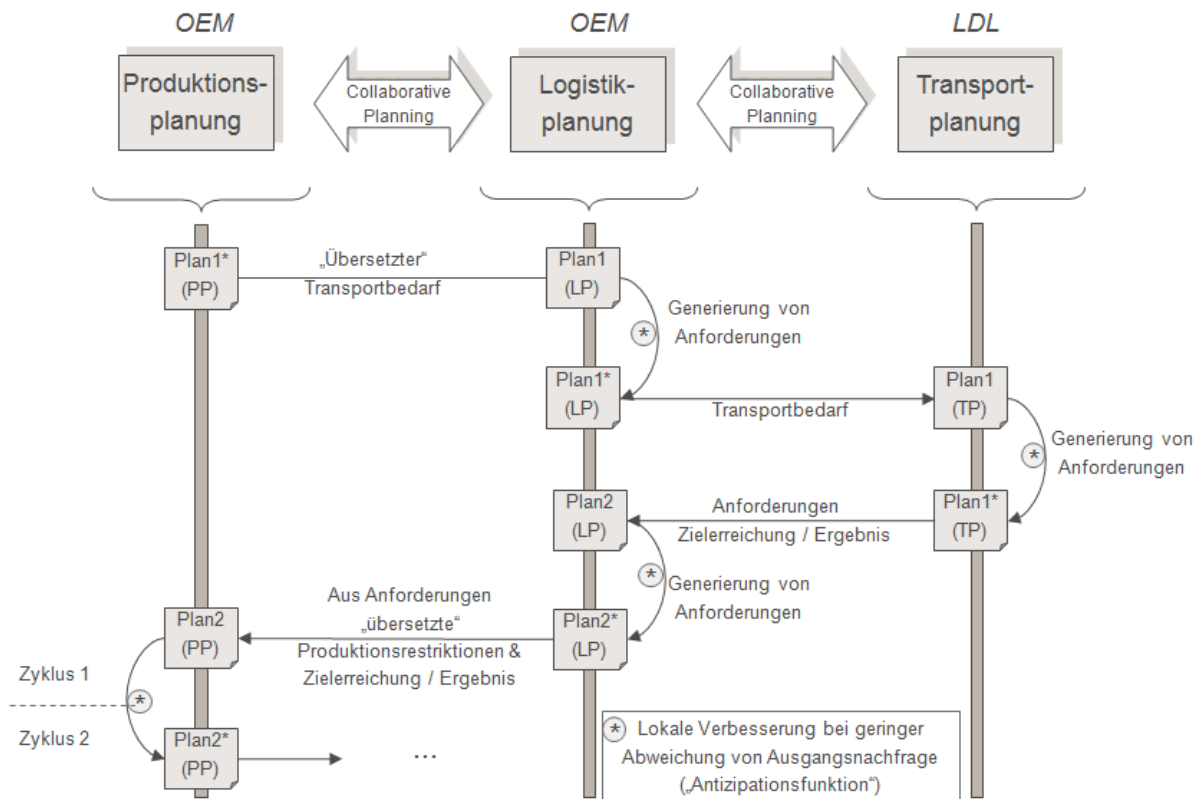 OEM
OEM
LDL
Produktions-
planung
Collaborative
Planning
Logistik-
planung
Collaborative
Planning
Transport-
planung
Plan1*
(PP)
„Übersetzter“
Transportbedarf
Plan1
(LP)
Generierung von
Anforderungen
*
Plan1*
(LP)
Transportbedarf
Plan1
(TP)
Generierung von
Anforderungen
*
Plan1*
(TP)
Anforderungen
Zielerreichung / Ergebnis
Plan2
(LP)
Generierung von
Anforderungen
*
Plan2*
(LP)
Aus Anforderungen
„übersetzte“
Produktionsrestriktionen &
Zielerreichung / Ergebnis
Plan2
(PP)
Zyklus 1
*
Zyklus 2
Plan2*
(PP)
...
* Lokale Verbesserung bei geringer
Abweichung von Ausgangsnachfrage
(„Antizipationsfunktion“)